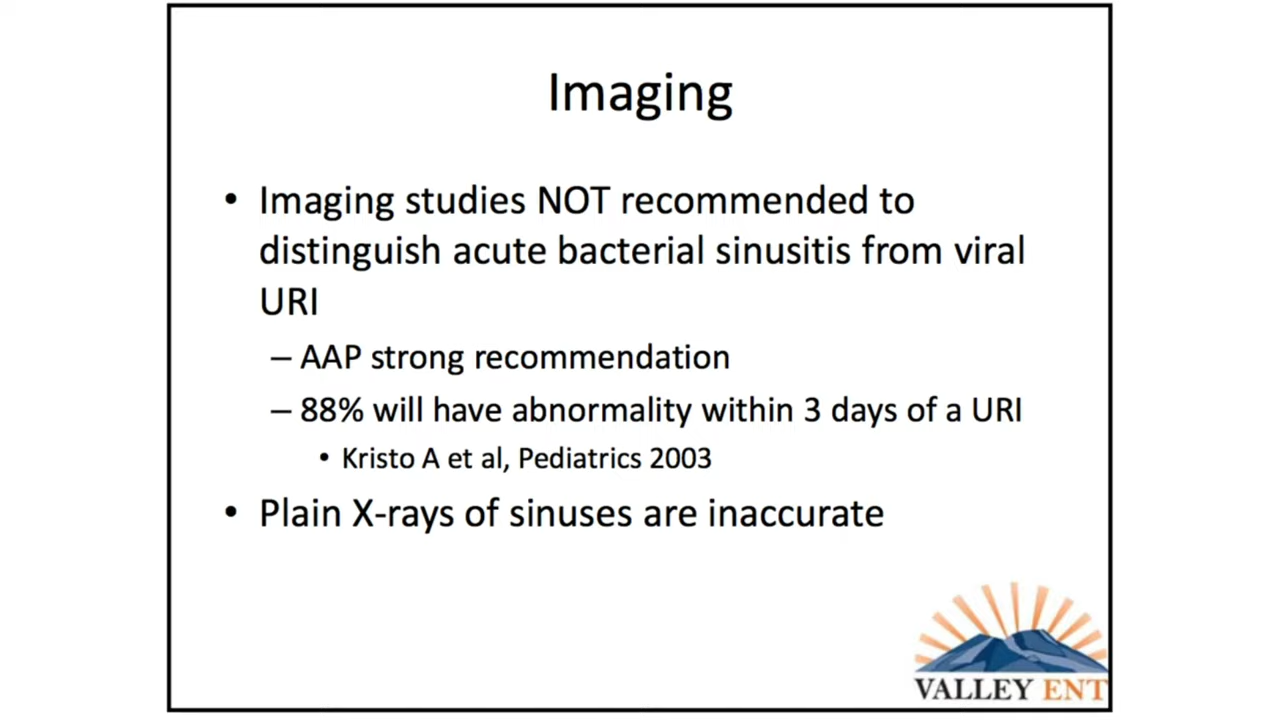 Imaging
• Imaging studies NOT recommended to
distinguish acute bacterial sinusitis from viral
URI
– AAP strong recommendation
– 88% will have abnormality within 3 days of a URI
• Kristo A et al, Pediatrics 2003
• Plain X-rays of sinuses are inaccurate
VALLEY ENT